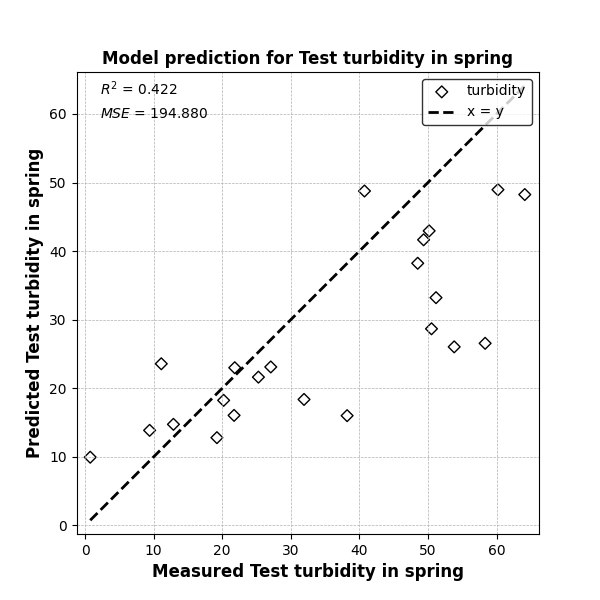 Model prediction for Test turbidity in spring
R² = 0.422
MSE = 194.880
turbidity
x = y
60
50
40
30
20
10
0
Predicted Test turbidity in spring
0 10 20 30 40 50 60
Measured Test turbidity in spring